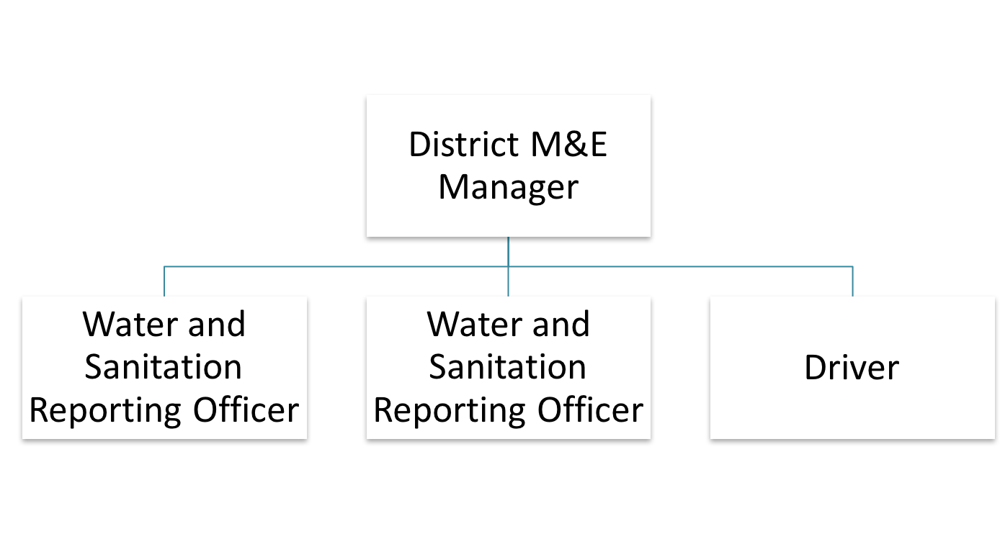 District M&E
Manager
Water and
Sanitation
Reporting Officer
Water and
Sanitation
Reporting Officer
Driver